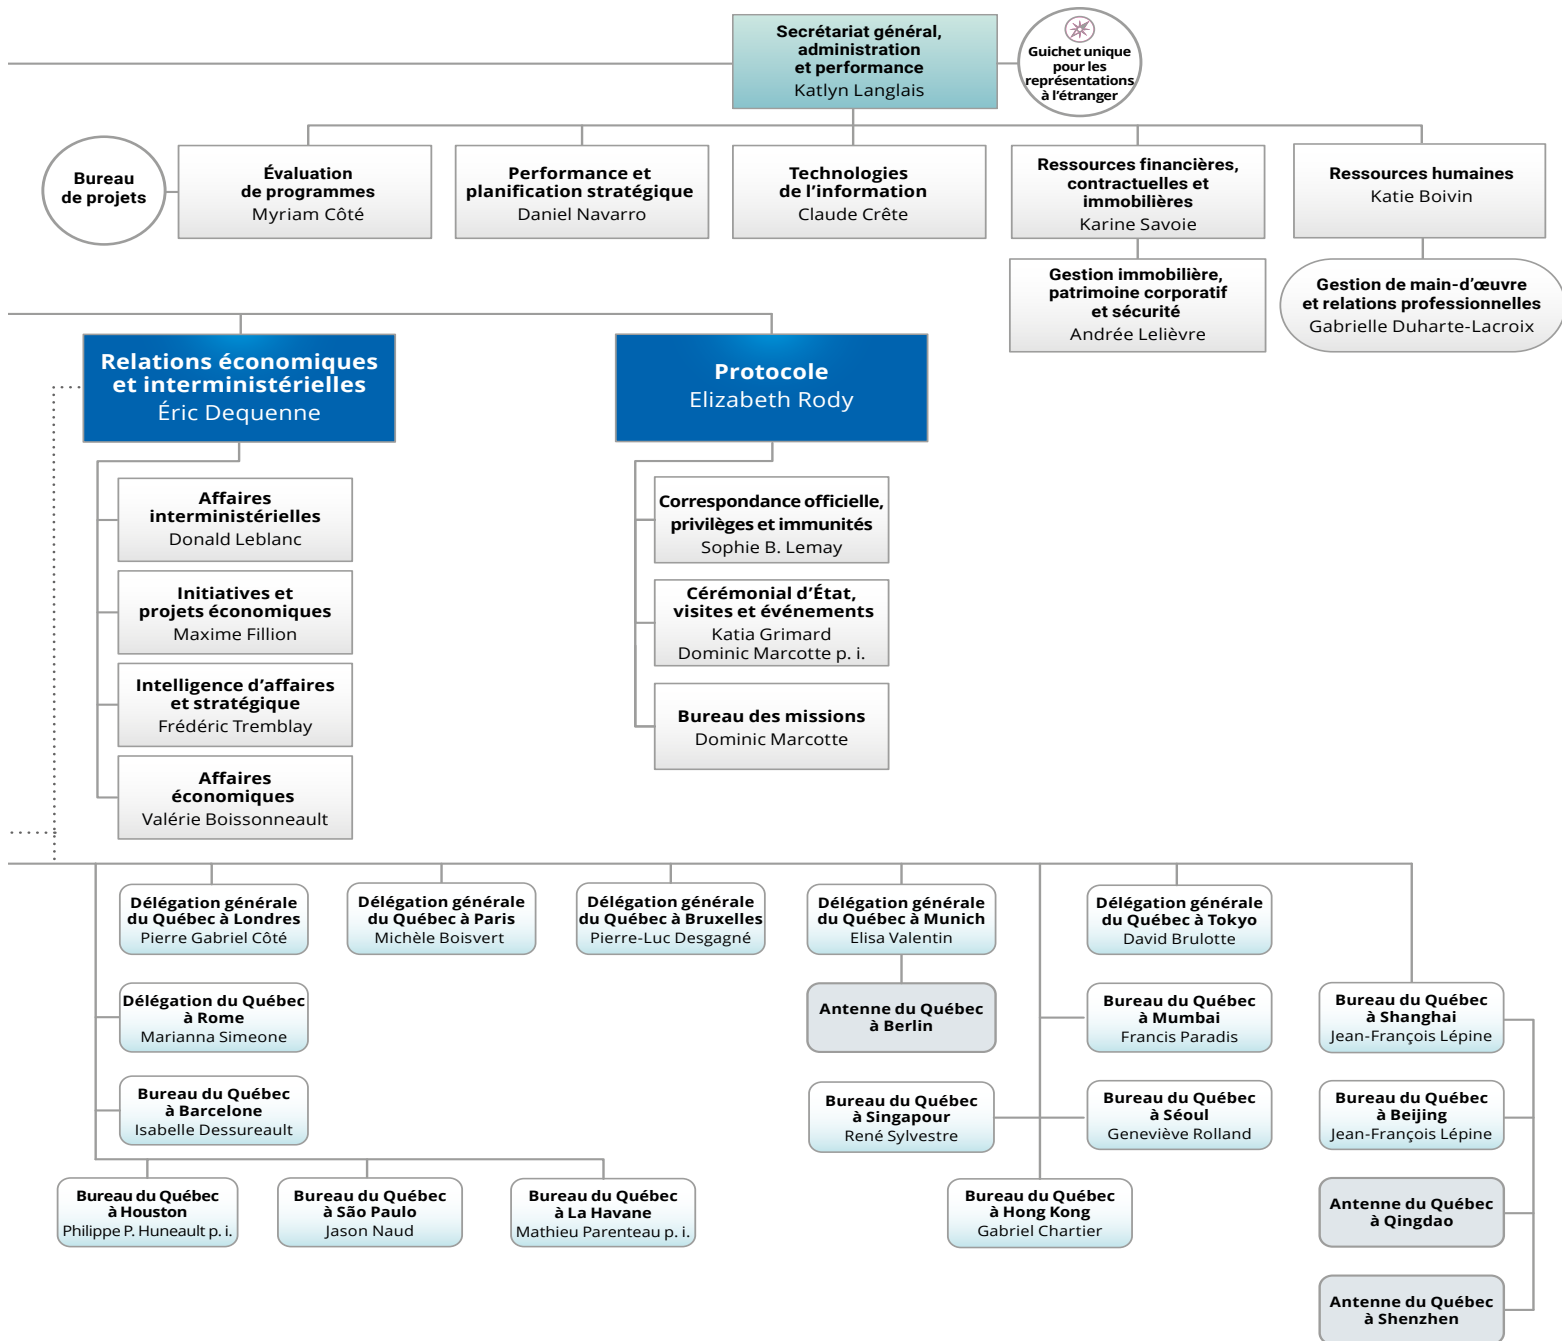 Secrétariat général,
administration
et performance
Katlyn Langlais
Guichet unique
pour les
représentations
à l'étranger
Bureau
de projets
Évaluation
de programmes
Myriam Côté
Performance et
planification stratégique
Daniel Navarro
Technologies
de l'information
Claude Crête
Ressources financières,
contractuelles et
immobilières
Karine Savoie
Ressources humaines
Katie Boivin
Gestion immobilière,
patrimoine corporatif
et sécurité
Andrée Lelièvre
Gestion de main-d'œuvre
et relations professionnelles
Gabrielle Duharte-Lacroix
Relations économiques
et interministérielles
Éric Dequenne
Protocole
Elizabeth Rody
Affaires
interministérielles
Donald Leblanc
Initiatives et
projets économiques
Maxime Fillion
Intelligence d'affaires
et stratégique
Frédéric Tremblay
Affaires
économiques
Valérie Boissonneault
Correspondance officielle,
privilèges et immunités
Sophie B. Lemay
Cérémonial d'État,
visites et événements
Katia Grimard
Dominic Marcotte p. i.
Bureau des missions
Dominic Marcotte
Délégation générale
du Québec à Londres
Pierre Gabriel Côté
Délégation générale
du Québec à Paris
Michèle Boisvert
Délégation générale
du Québec à Bruxelles
Pierre-Luc Desgagné
Délégation générale
du Québec à Munich
Elisa Valentin
Délégation générale
du Québec à Tokyo
David Brulotte
Délégation du Québec
à Rome
Marianna Simeone
Antenne du Québec
à Berlin
Bureau du Québec
à Mumbai
Francis Paradis
Bureau du Québec
à Shanghai
Jean-François Lépine
Bureau du Québec
à Barcelone
Isabelle Dessureault
Bureau du Québec
à Singapour
René Sylvestre
Bureau du Québec
à Séoul
Geneviève Rolland
Bureau du Québec
à Beijing
Jean-François Lépine
Bureau du Québec
à Houston
Philippe P. Huneault p. i.
Bureau du Québec
à São Paulo
Jason Naud
Bureau du Québec
à La Havane
Mathieu Parenteau p. i.
Bureau du Québec
à Hong Kong
Gabriel Chartier
Antenne du Québec
à Qingdao
Antenne du Québec
à Shenzhen